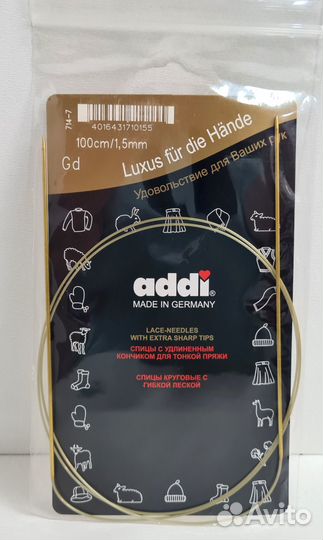 714-7
4016431710155
100cm/1,5mm
Gd
Luxus für die Hände
Удовольствие для Ваших рук
addi®
MADE IN GERMANY
LACE-NEEDLES
WITH EXTRA SHARP TIPS
СПИЦЫ С УДЛИНЕННЫМ
КОНЧИКОМ ДЛЯ ТОНКОЙ ПРЯЖИ
СПИЦЫ КРУГОВЫЕ С
ГИБКОЙ ЛЕСКОЙ
Avito